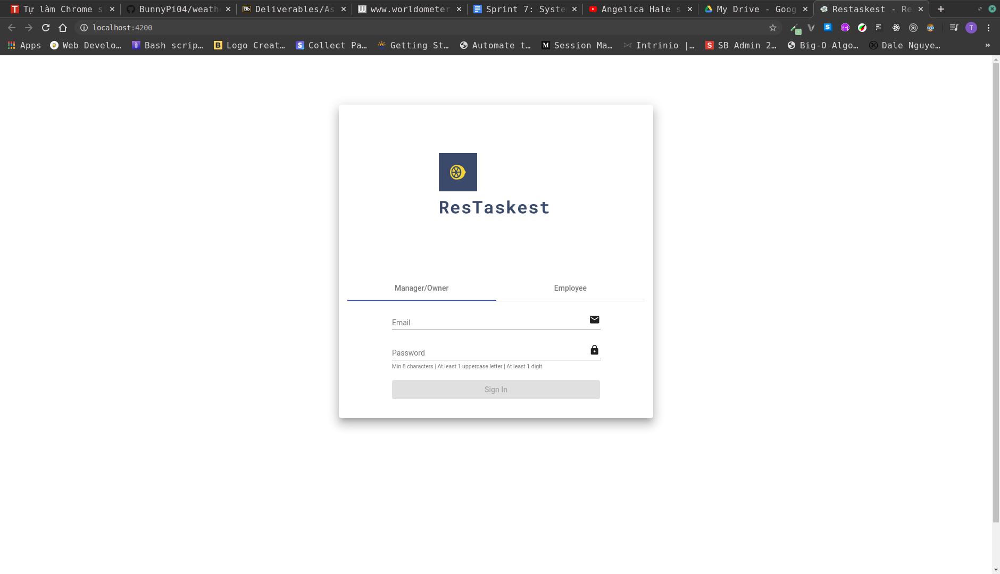 Tự làm Chrome s
BunnyPi04/weath
Deliverables/As
www.worldometer
Sprint 7: Syste
Angelica Hale s
My Drive - Goog
Restaskest - Re
localhost:4200
T
Apps
Web Develo…
Bash scrip…
Logo Creat…
Collect Pa…
Getting St…
Automate t…
Session Ma…
Intrinio |…
SB Admin 2…
Big-O Algo…
Dale Nguye…
»
ResTaskest
Manager/Owner
Employee
Email
Password
Min 8 characters | At least 1 uppercase letter | At least 1 digit
Sign In